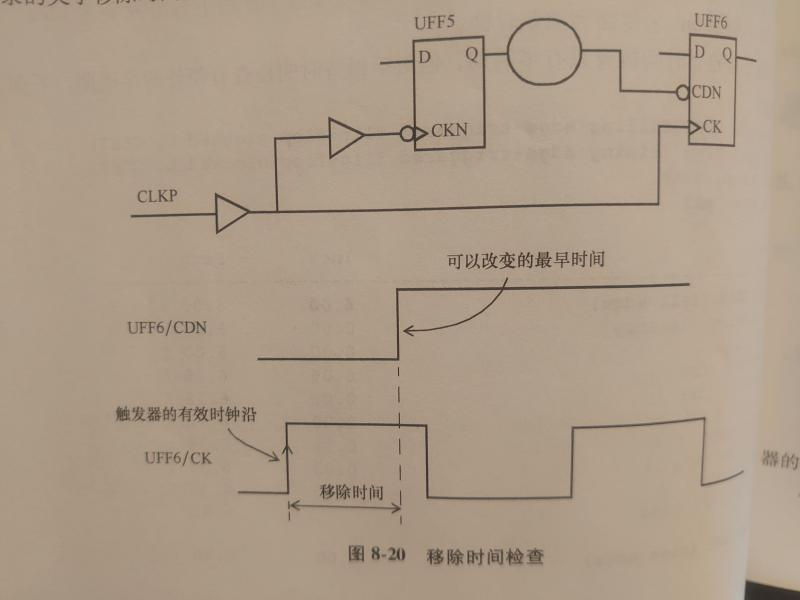 UFF5
UFF6
D
Q
D
Q
CDN
CKN
CK
CLKP
可以改变的最早时间
UFF6/CDN
触发器的有效时钟沿
UFF6/CK
器的
移除时间
图 8-20 移除时间检查